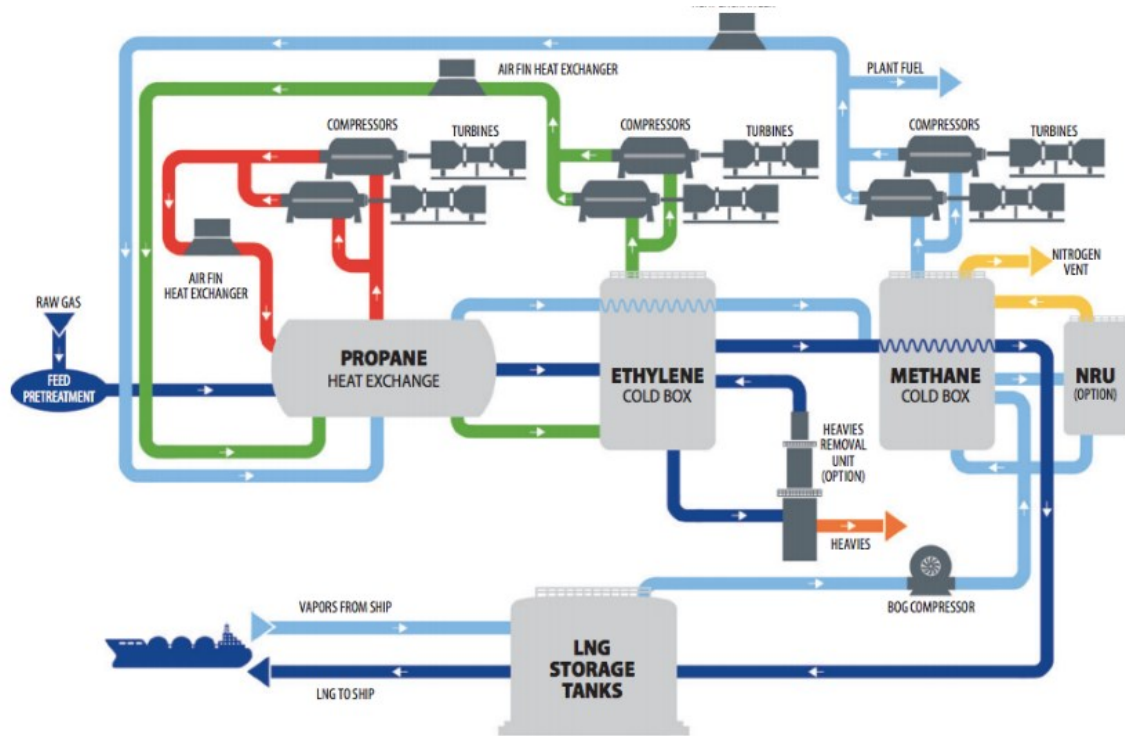 PLANT FUEL
AIR FIN HEAT EXCHANGER
COMPRESSORS
TURBINES
COMPRESSORS
TURBINES
COMPRESSORS
TURBINES
AIR FIN
HEAT EXCHANGER
NITROGEN
VENT
RAW GAS
FEED
PRETREATMENT
PROPANE
HEAT EXCHANGE
ETHYLENE
COLD BOX
METHANE
COLD BOX
NRU
(OPTION)
HEAVIES
REMOVAL
UNIT
(OPTION)
HEAVIES
BOG COMPRESSOR
VAPORS FROM SHIP
LNG TO SHIP
LNG
STORAGE
TANKS